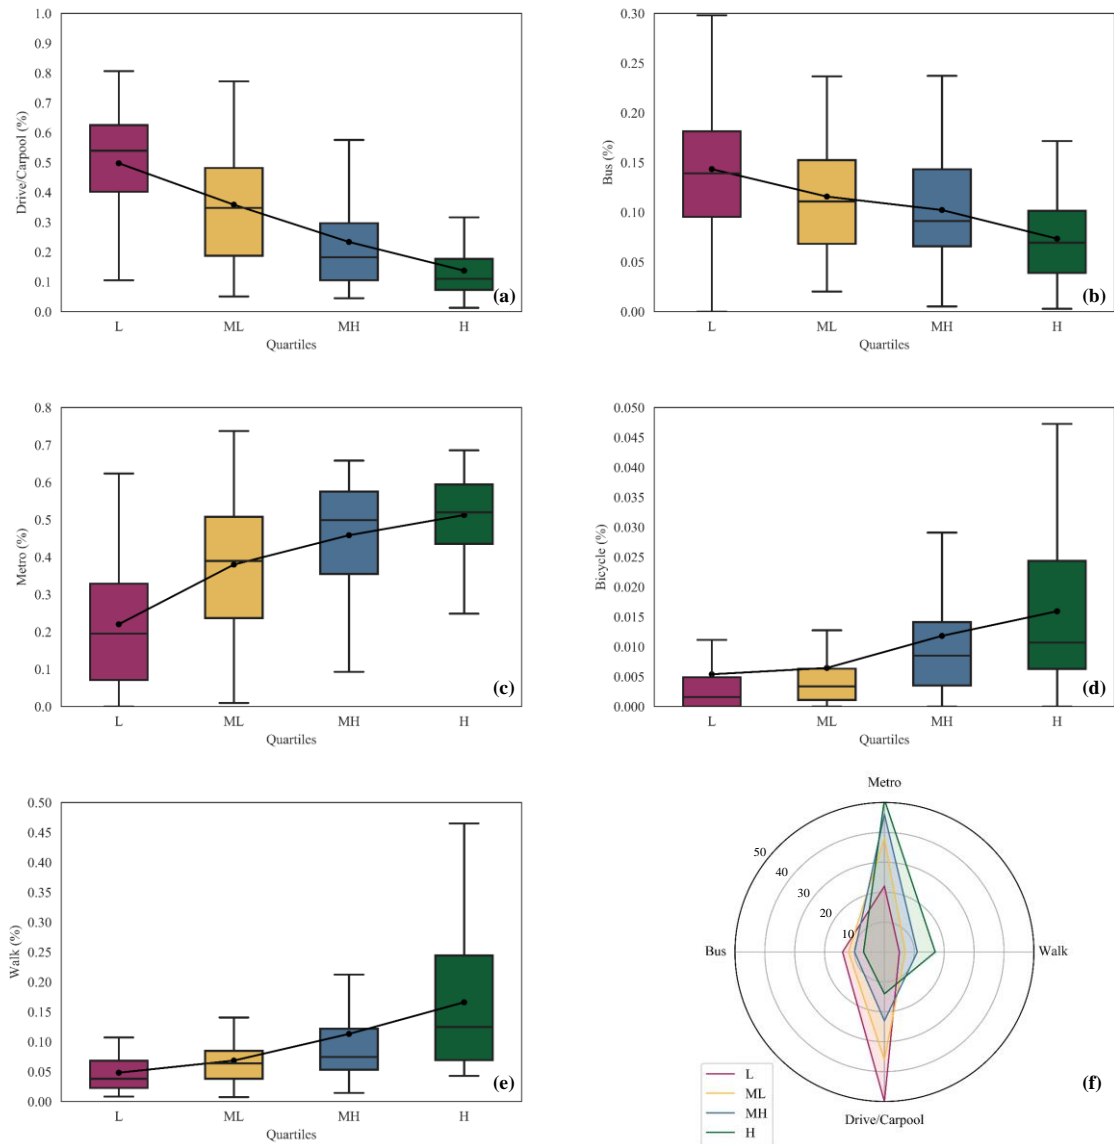 1.0
0.9
0.8
0.7
0.6
0.5
0.4
0.3
0.2
0.1
0.0
Drive/Carpool (%)
L ML MH H
Quartiles
(a)
0.30
0.25
0.20
0.15
0.10
0.05
0.00
Bus (%)
L ML MH H
Quartiles
(b)
0.8
0.7
0.6
0.5
0.4
0.3
0.2
0.1
0.0
Metro (%)
L ML MH H
Quartiles
(c)
0.050
0.045
0.040
0.035
0.030
0.025
0.020
0.015
0.010
0.005
0.000
Bicycle (%)
L ML MH H
Quartiles
(d)
0.50
0.45
0.40
0.35
0.30
0.25
0.20
0.15
0.10
0.05
0.00
Walk (%)
L ML MH H
Quartiles
(e)
Metro
50
40
30
20
10
Bus
Walk
Drive/Carpool
L
ML
MH
H
(f)